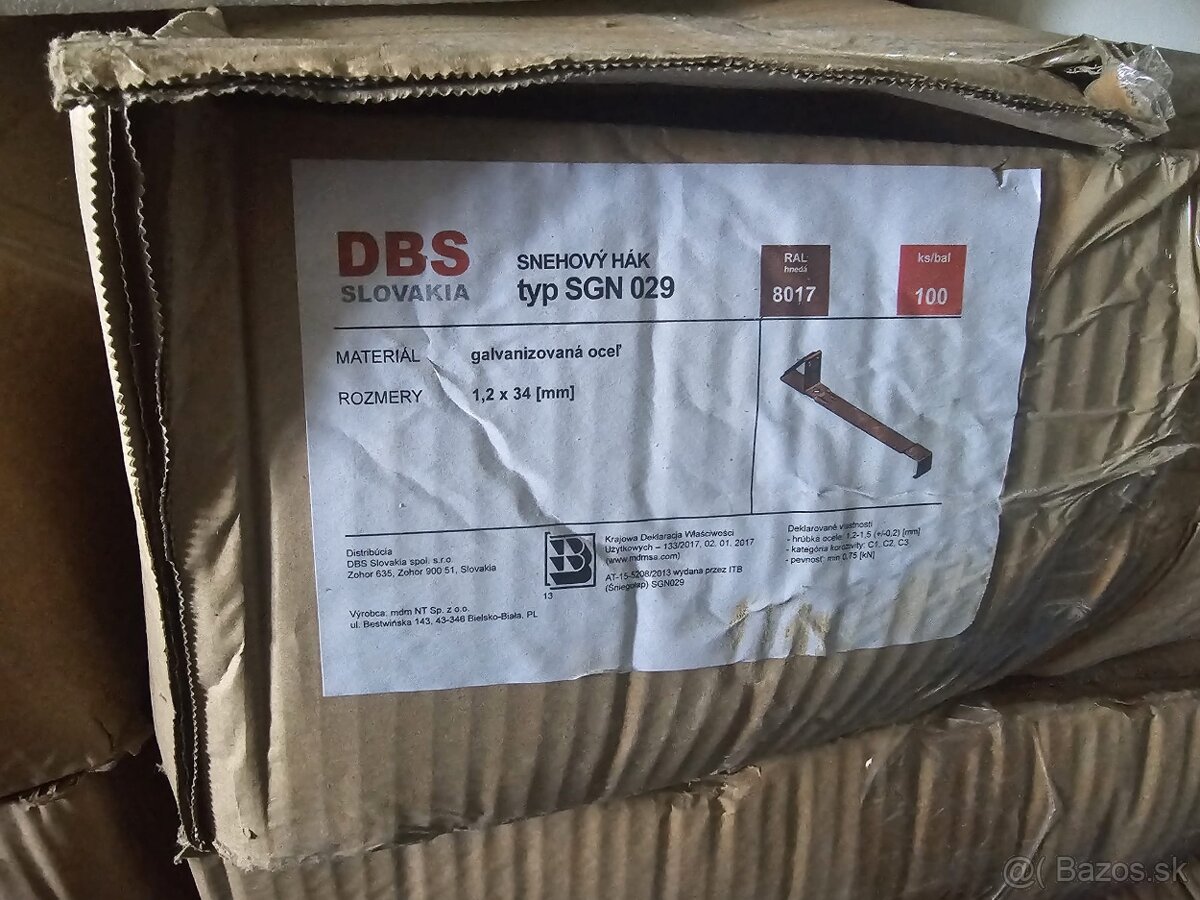 DBS
SLOVAKIA
SNEHOVÝ HÁK
typ SGN 029
RAL
hnedá
8017
ks/bal
100
MATERIÁL galvanizovaná oceľ
ROZMERY 1,2 x 34 [mm]
Distribúcia
DBS Slovakia spol. s.r.o.
Zohor 635, Zohor 900 51, Slovakia
Výrobca: mdm NT Sp. z o.o.
ul. Bestwińska 143, 43-346 Bielsko-Biała, PL
B
13
Krajowa Deklaracja Właściwości
Użytkowych – 133/2017, 02. 01. 2017
(www.mdmsa.com)
AT-15-5208/2013 wydana przez ITB
(Śniegołap) SGN029
Deklarované vlastnosti
- hrúbka ocele: 1,2-1,5 (+/-0,2) [mm]
- kategória korozivity: C1, C2, C3
- pevnosť: min 0,75 [kN]
@( Bazos.sk